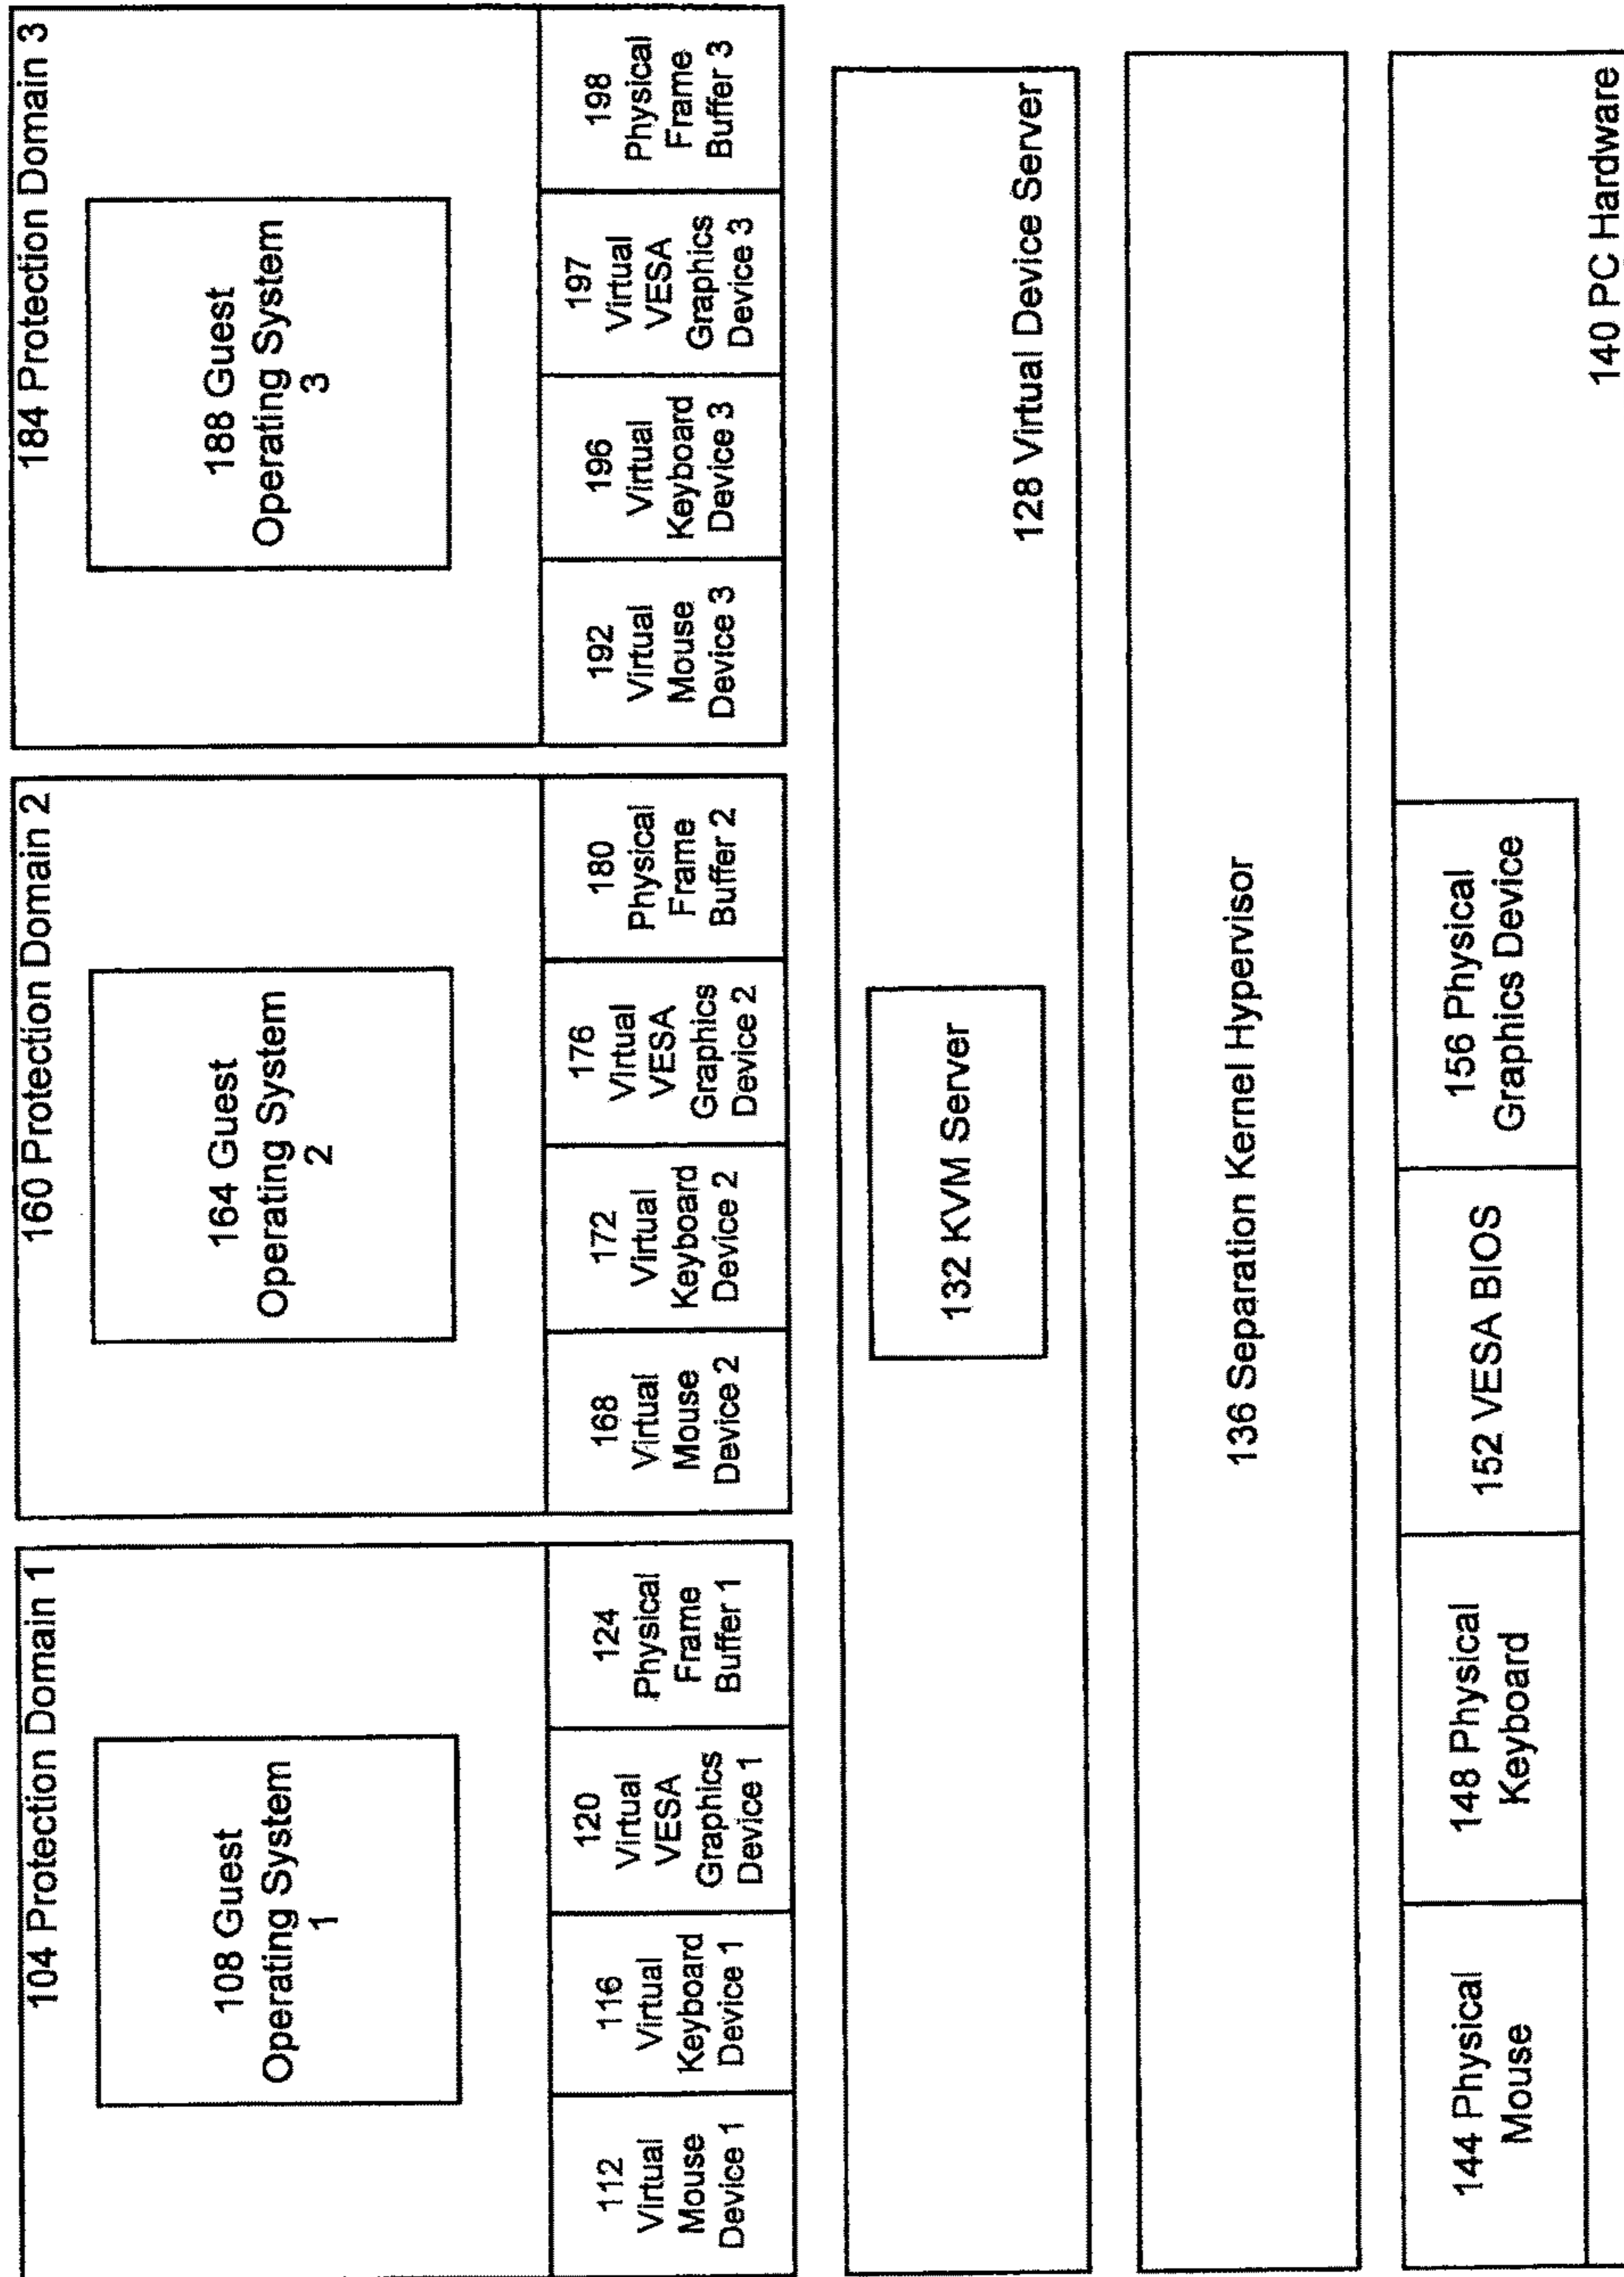 104 Protection Domain 1
108 Guest
Operating System
1
112
Virtual
Mouse
Device 1
116
Virtual
Keyboard
Device 1
120
Virtual
VESA
Graphics
Device 1
124
Physical
Frame
Buffer 1
160 Protection Domain 2
164 Guest
Operating System
2
168
Virtual
Mouse
Device 2
172
Virtual
Keyboard
Device 2
176
Virtual
VESA
Graphics
Device 2
180
Physical
Frame
Buffer 2
184 Protection Domain 3
188 Guest
Operating System
3
192
Virtual
Mouse
Device 3
196
Virtual
Keyboard
Device 3
197
Virtual
VESA
Graphics
Device 3
198
Physical
Frame
Buffer 3
132 KVM Server
128 Virtual Device Server
136 Separation Kernel Hypervisor
144 Physical
Mouse
148 Physical
Keyboard
152 VESA BIOS
156 Physical
Graphics Device
140 PC Hardware